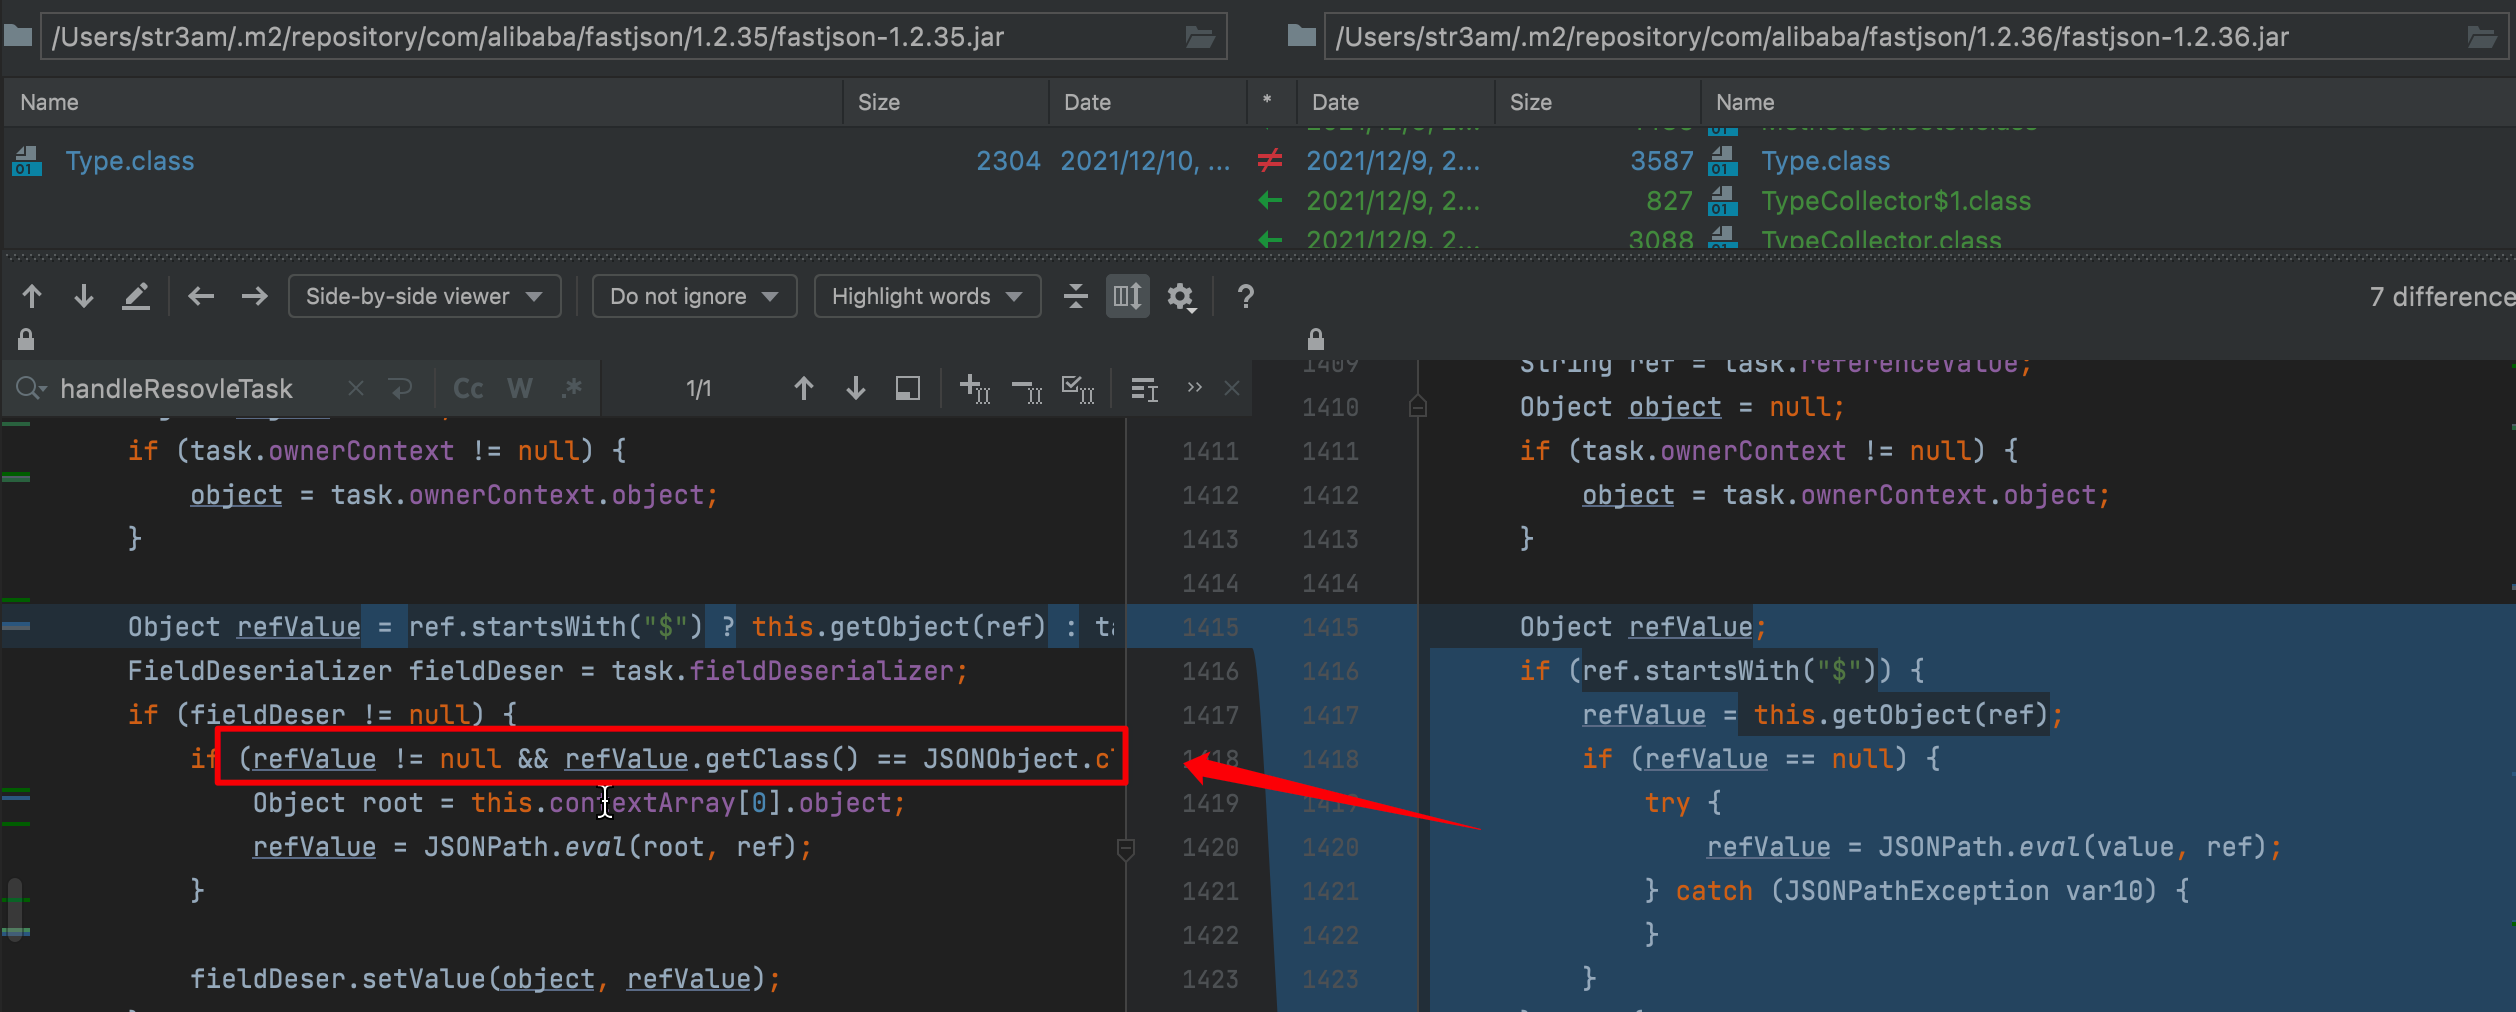 /Users/str3am/.m2/repository/com/alibaba/fastjson/1.2.35/fastjson-1.2.35.jar
/Users/str3am/.m2/repository/com/alibaba/fastjson/1.2.36/fastjson-1.2.36.jar
Name Size Date * Date Size Name
Type.class 2304 2021/12/10, ... ≠ 2021/12/9, 2... 3587 Type.class
2021/12/9, 2... 827 TypeCollector$1.class
2021/12/9, 2... 3088 TypeCollector.class
Side-by-side viewer Do not ignore Highlight words ? 7 difference
handleResovleTask Cc W .* 1/1
if (task.ownerContext != null) {
object = task.ownerContext.object;
}
Object refValue = ref.startsWith("$") ? this.getObject(ref) : ta
FieldDeserializer fieldDeser = task.fieldDeserializer;
if (fieldDeser != null) {
if (refValue != null && refValue.getClass() == JSONObject.cl
Object root = this.contextArray[0].object;
refValue = JSONPath.eval(root, ref);
}
fieldDeser.setValue(object, refValue);
1411
1412
1413
1414
1415
1416
1417
1418
1419
1420
1421
1422
1423
1409 String ref = task.referenceValue;
1410 Object object = null;
1411 if (task.ownerContext != null) {
1412 object = task.ownerContext.object;
1413 }
1414
1415 Object refValue;
1416 if (ref.startsWith("$")) {
1417 refValue = this.getObject(ref);
1418 if (refValue == null) {
1419 try {
1420 refValue = JSONPath.eval(value, ref);
1421 } catch (JSONPathException var10) {
1422 }
1423 }